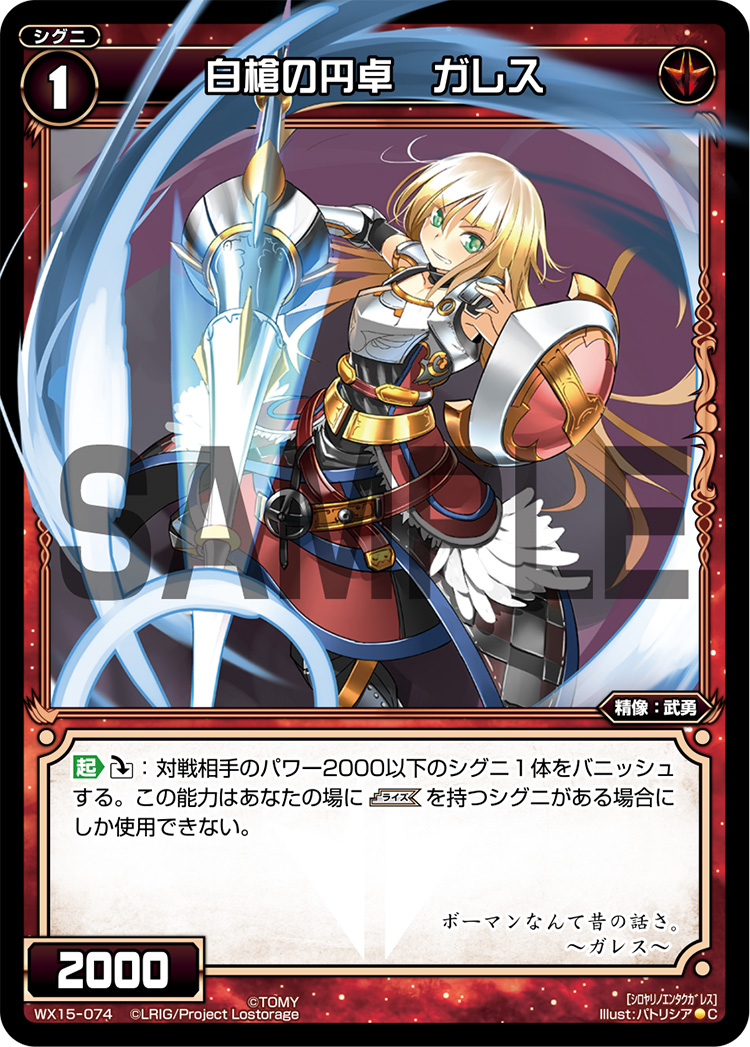 シグニ
1
白槍の円卓　ガレス
SAMPLE
精像：武勇
起 ：対戦相手のパワー2000以下のシグニ１体をバニッシュ
する。この能力はあなたの場に ライズ を持つシグニがある場合に
しか使用できない。
ボーマンなんて昔の話さ。
～ガレス～
2000
©TOMY
WX15-074 ©LRIG/Project Lostorage
[シロヤリノエンタクガレス]
Illust:パトリシア C